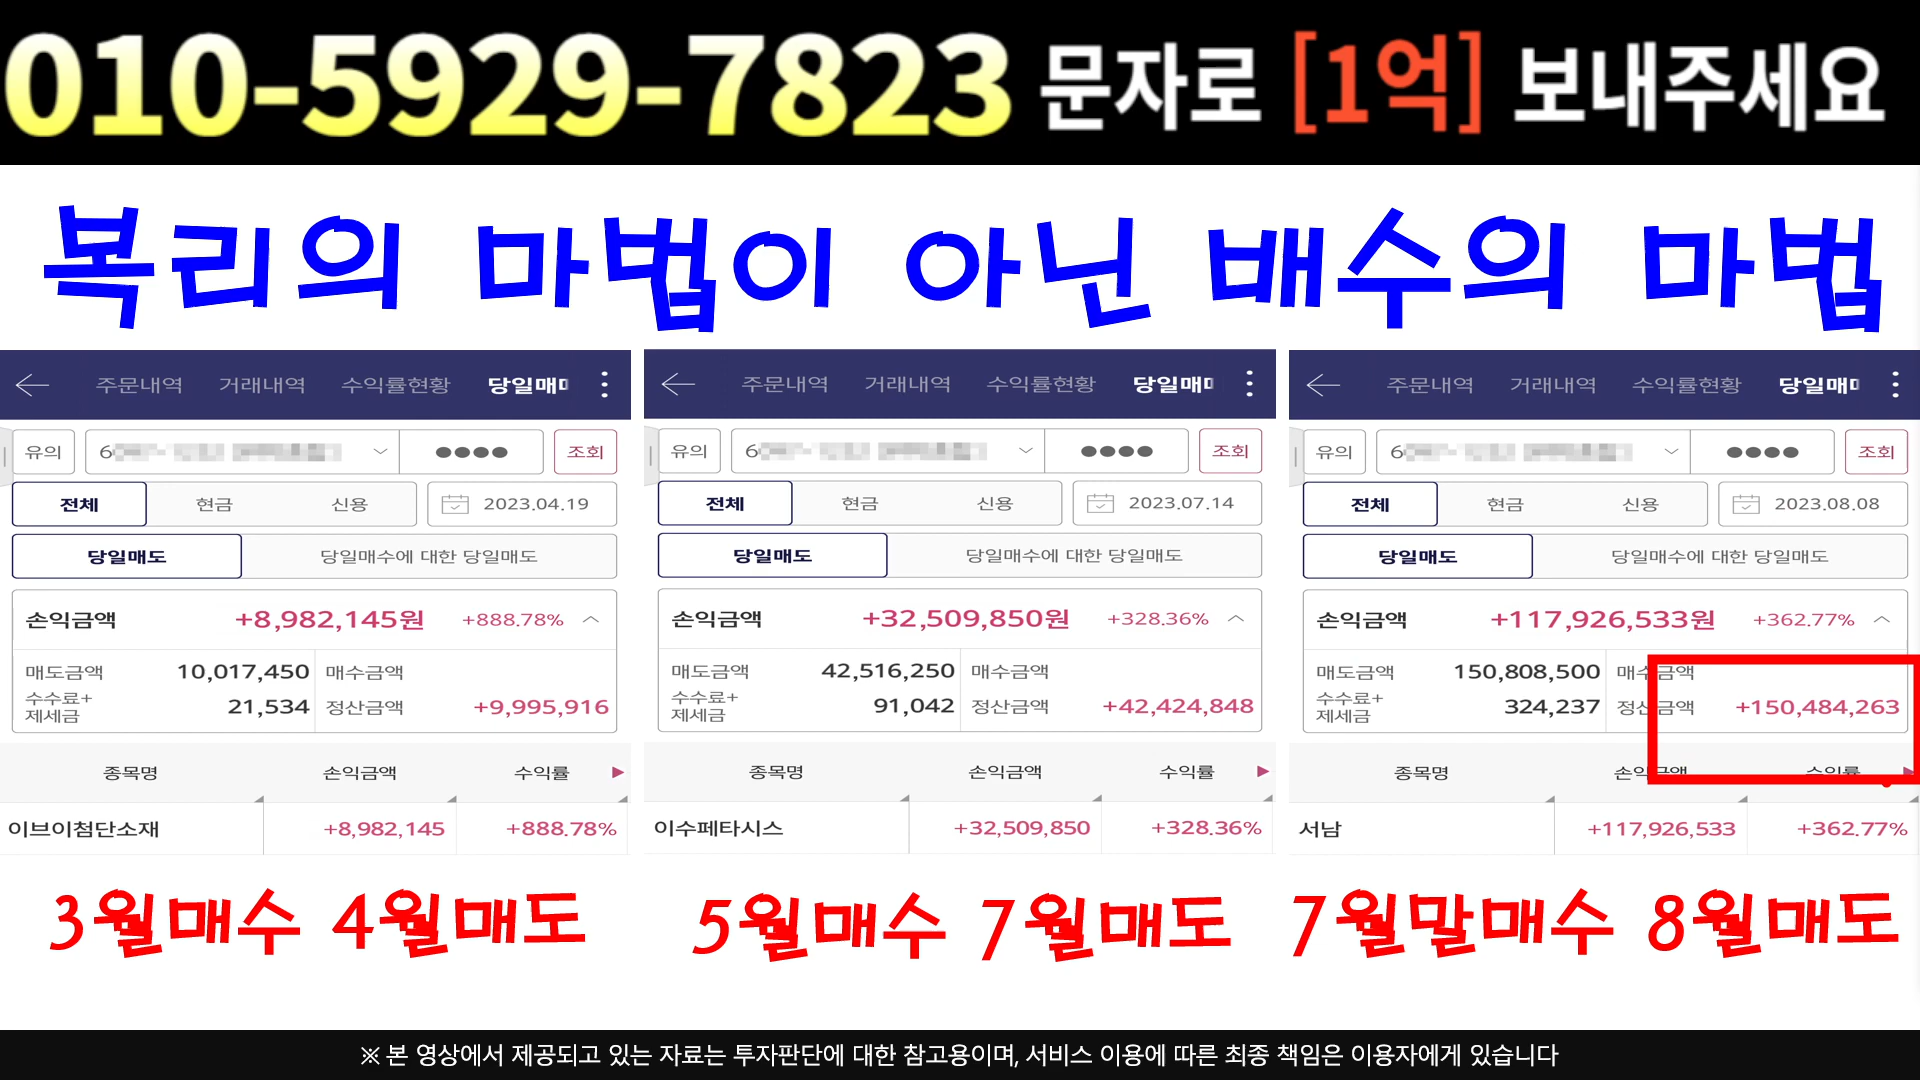 010-5929-7823 문자로 [1억] 보내주세요
복리의 마법이 아닌 배수의 마법
주문내역 거래내역 수익률현황 당일매
유의 6 ●●●● 조회
전체 현금 신용 2023.04.19
당일매도 당일매수에 대한 당일매도
손익금액 +8,982,145원 +888.78%
매도금액 10,017,450 매수금액
수수료+
제세금 21,534 정산금액 +9,995,916
종목명 손익금액 수익률
이브이첨단소재 +8,982,145 +888.78%
3월매수 4월매도
주문내역 거래내역 수익률현황 당일매
유의 6 ●●●● 조회
전체 현금 신용 2023.07.14
당일매도 당일매수에 대한 당일매도
손익금액 +32,509,850원 +328.36%
매도금액 42,516,250 매수금액
수수료+
제세금 91,042 정산금액 +42,424,848
종목명 손익금액 수익률
이수페타시스 +32,509,850 +328.36%
5월매수 7월매도
주문내역 거래내역 수익률현황 당일매
유의 6 ●●●● 조회
전체 현금 신용 2023.08.08
당일매도 당일매수에 대한 당일매도
손익금액 +117,926,533원 +362.77%
매도금액 150,808,500 매수금액
수수료+
제세금 324,237 정산금액 +150,484,263
종목명 손익금액 수익률
서남 +117,926,533 +362.77%
7월말매수 8월매도
※ 본 영상에서 제공되고 있는 자료는 투자판단에 대한 참고용이며, 서비스 이용에 따른 최종 책임은 이용자에게 있습니다